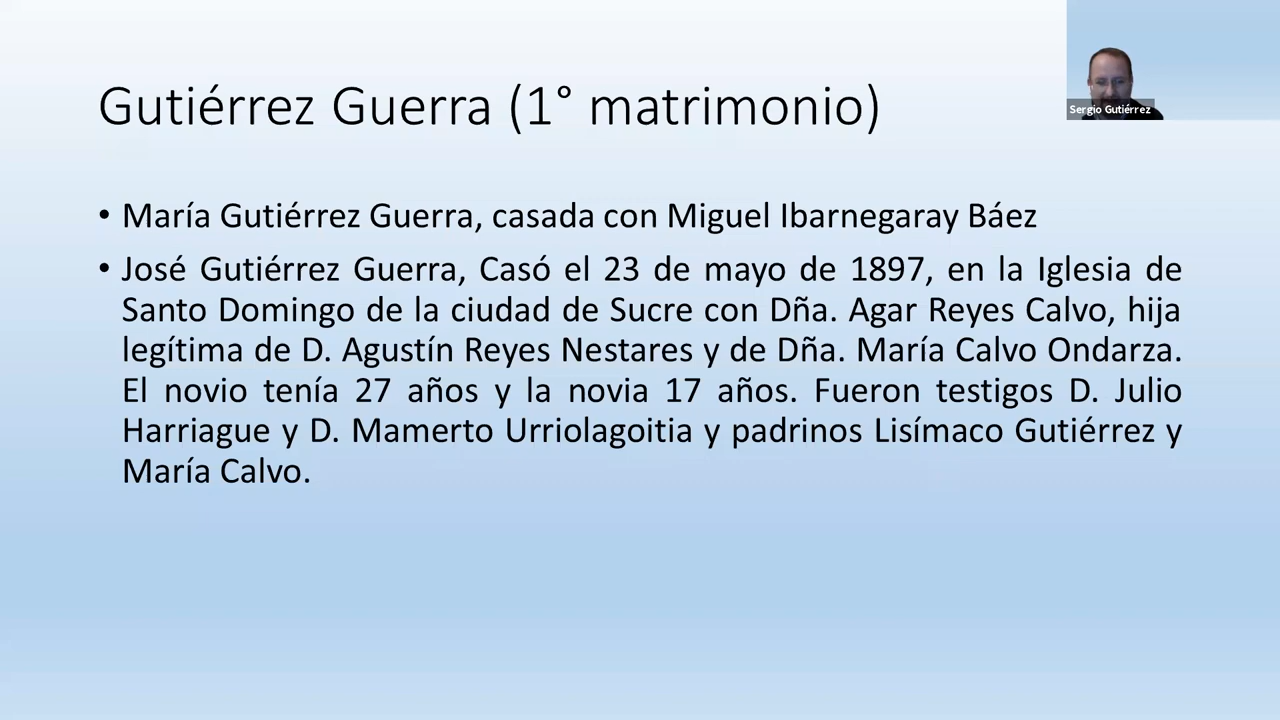 Gutiérrez Guerra (1° matrimonio)
Sergio Gutiérrez
• María Gutiérrez Guerra, casada con Miguel Ibarnegaray Báez
• José Gutiérrez Guerra, Casó el 23 de mayo de 1897, en la Iglesia de
Santo Domingo de la ciudad de Sucre con Dña. Agar Reyes Calvo, hija
legítima de D. Agustín Reyes Nestares y de Dña. María Calvo Ondarza.
El novio tenía 27 años y la novia 17 años. Fueron testigos D. Julio
Harriague y D. Mamerto Urriolagoitia y padrinos Lisímaco Gutiérrez y
María Calvo.